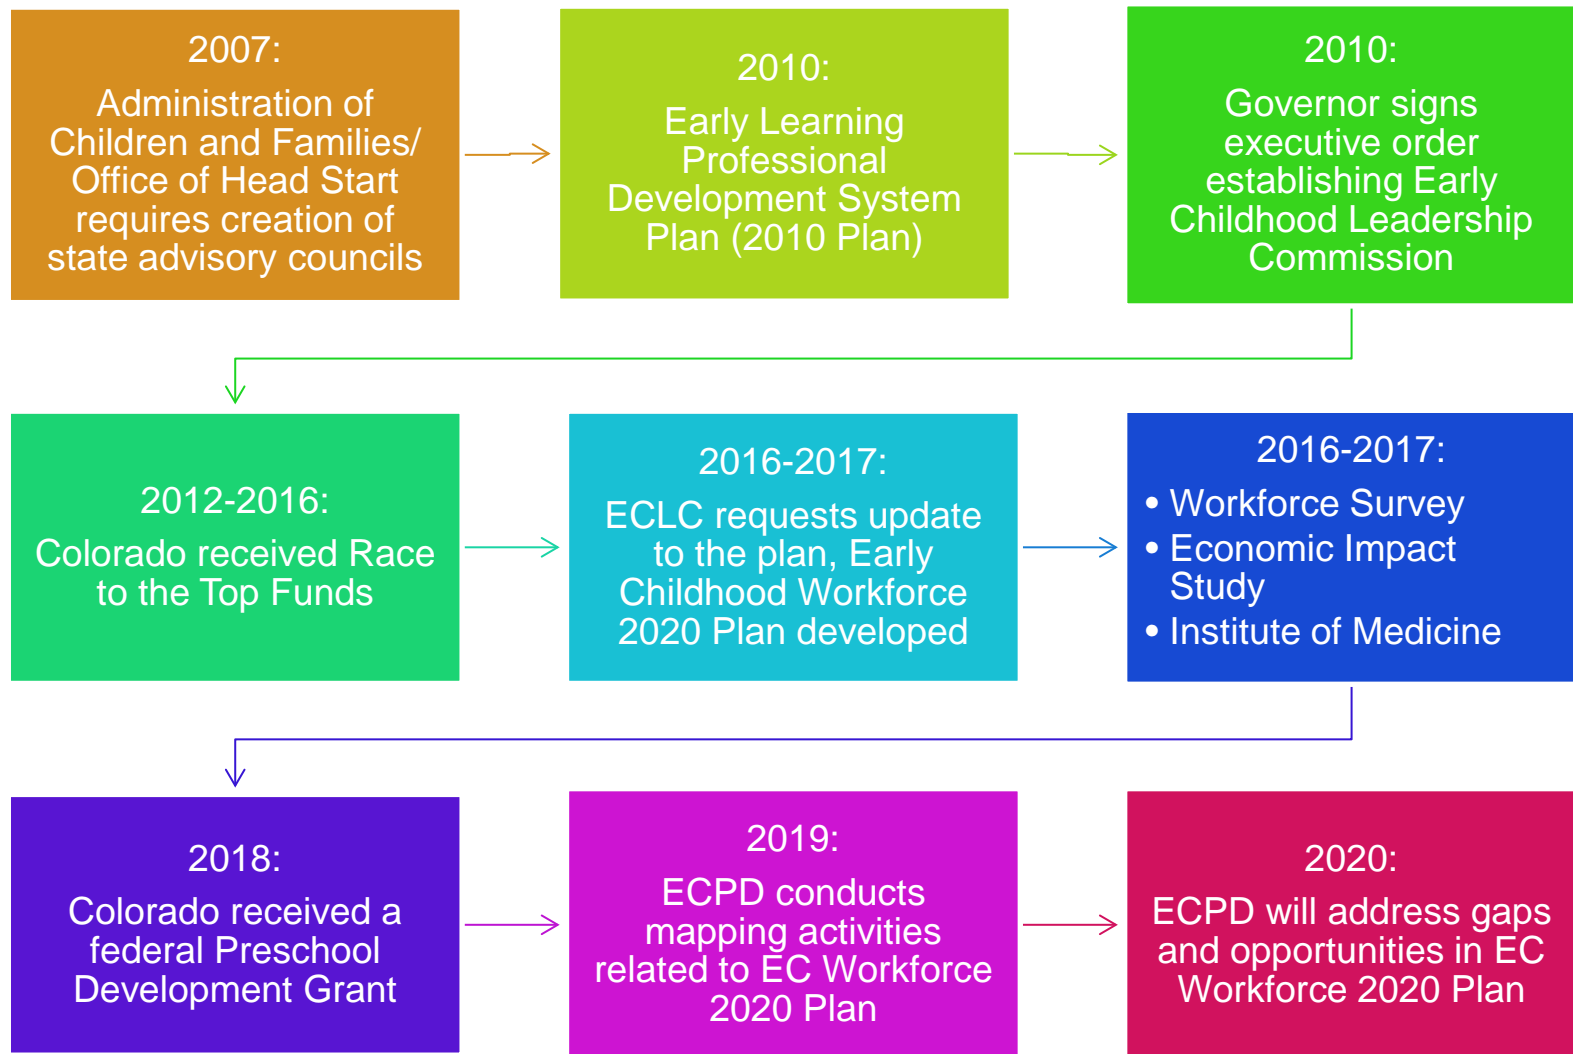 2007:
Administration of
Children and Families/
Office of Head Start
requires creation of
state advisory councils
2010:
Early Learning
Professional
Development System
Plan (2010 Plan)
2010:
Governor signs
executive order
establishing Early
Childhood Leadership
Commission
2012-2016:
Colorado received Race
to the Top Funds
2016-2017:
ECLC requests update
to the plan, Early
Childhood Workforce
2020 Plan developed
2016-2017:
• Workforce Survey
• Economic Impact
Study
• Institute of Medicine
2018:
Colorado received a
federal Preschool
Development Grant
2019:
ECPD conducts
mapping activities
related to EC Workforce
2020 Plan
2020:
ECPD will address gaps
and opportunities in EC
Workforce 2020 Plan